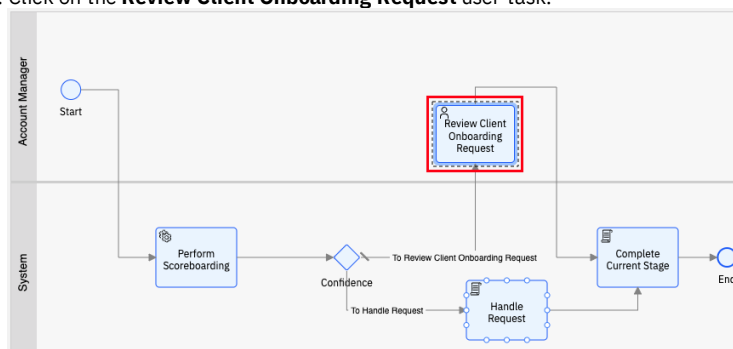 . Click on the Review Client Onboarding Request user task.
Account Manager
Start
Review Client
Onboarding
Request
System
Perform
Scoreboarding
Confidence
To Review Client Onboarding Request
To Handle Request
Handle
Request
Complete
Current Stage
End